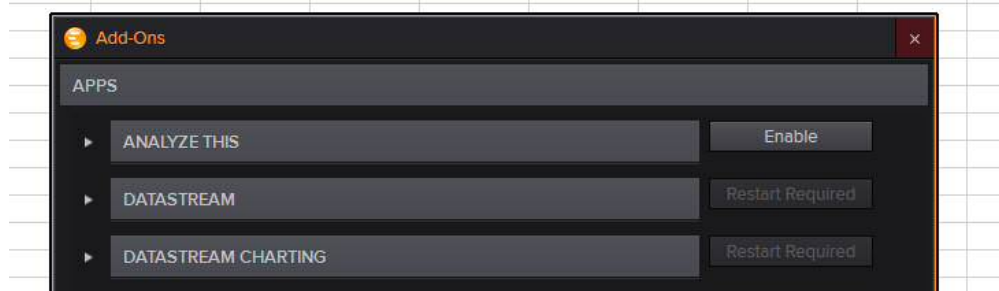 Add-Ons ×
APPS
ANALYZE THIS Enable
DATASTREAM Restart Required
DATASTREAM CHARTING Restart Required